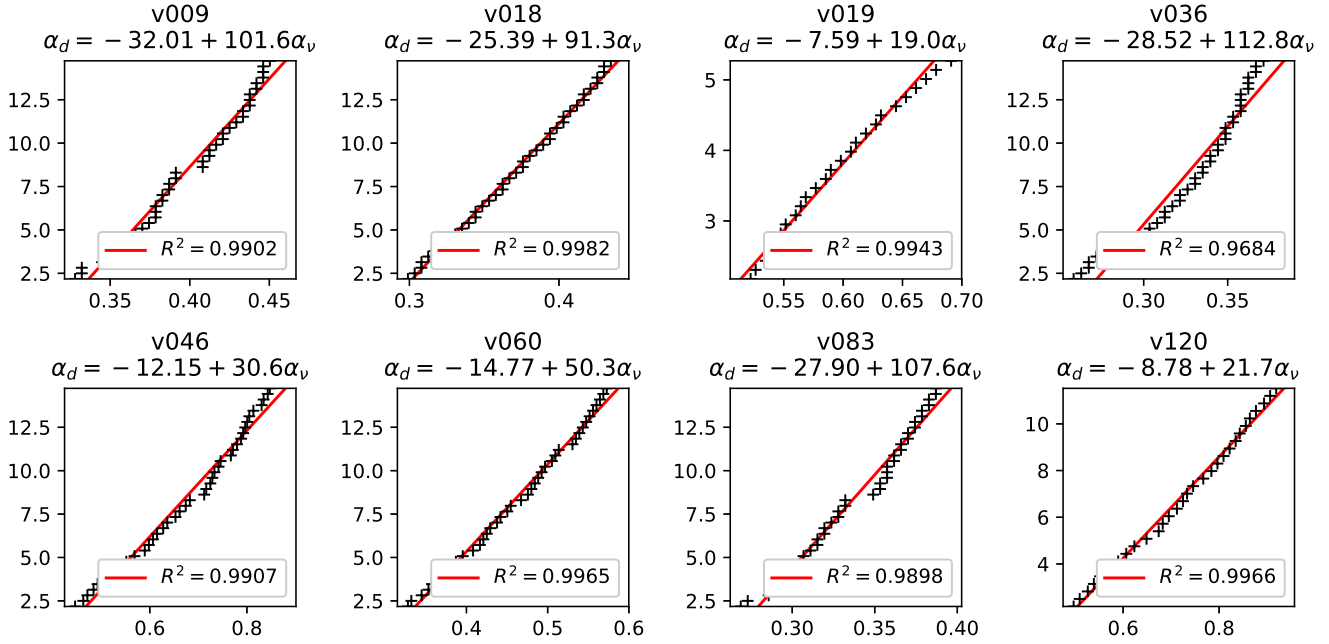 v009
α_d = −32.01 + 101.6α_ν
12.5
10.0
7.5
5.0
2.5
R² = 0.9902
0.35
0.40
0.45
v018
α_d = −25.39 + 91.3α_ν
12.5
10.0
7.5
5.0
2.5
R² = 0.9982
0.3
0.4
v019
α_d = −7.59 + 19.0α_ν
5
4
3
R² = 0.9943
0.55
0.60
0.65
0.70
v036
α_d = −28.52 + 112.8α_ν
12.5
10.0
7.5
5.0
2.5
R² = 0.9684
0.30
0.35
v046
α_d = −12.15 + 30.6α_ν
12.5
10.0
7.5
5.0
2.5
R² = 0.9907
0.6
0.8
v060
α_d = −14.77 + 50.3α_ν
12.5
10.0
7.5
5.0
2.5
R² = 0.9965
0.4
0.5
0.6
v083
α_d = −27.90 + 107.6α_ν
12.5
10.0
7.5
5.0
2.5
R² = 0.9898
0.30
0.35
0.40
v120
α_d = −8.78 + 21.7α_ν
10
8
6
4
R² = 0.9966
0.6
0.8